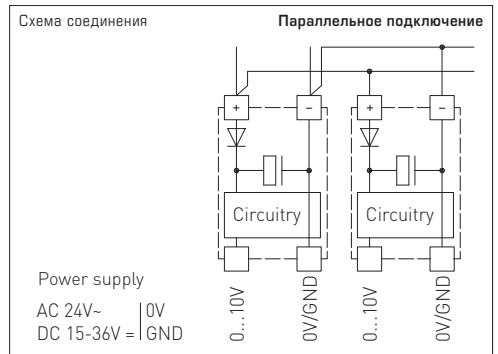 Схема соединения
Параллельное подключение
+
–
+
–
Circuitry
Circuitry
Power supply
AC 24V~ | 0V
DC 15-36V = | GND
0...10V
0V/GND
0...10V
0V/GND